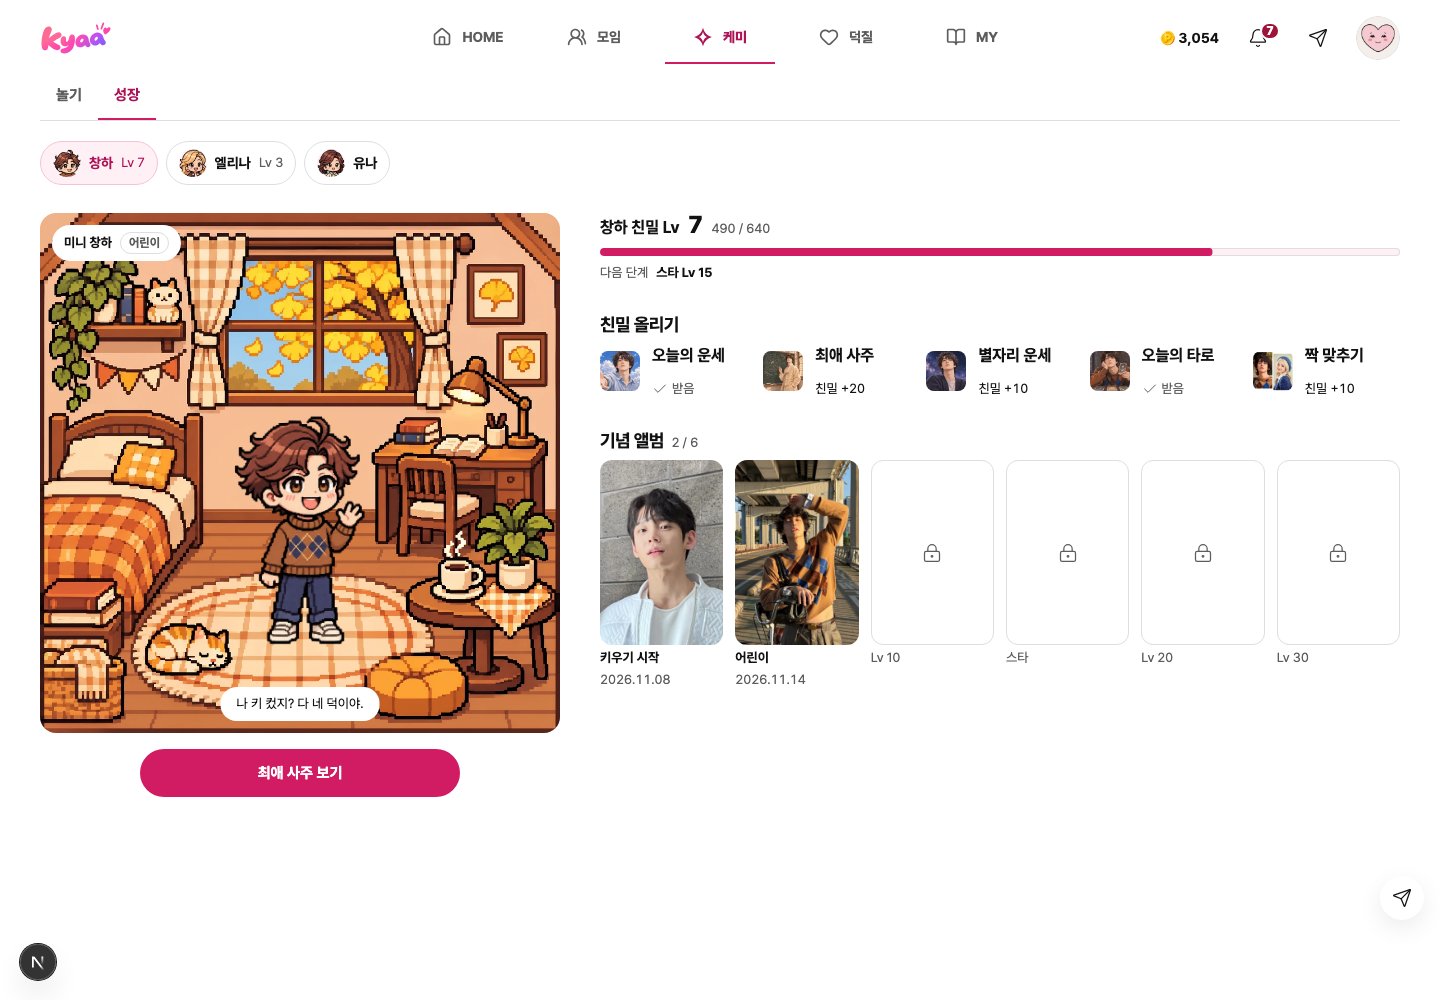 kyaa
HOME
모임
케미
덕질
MY
3,054
7
놀기
성장
창하 Lv 7
엘리나 Lv 3
유나
미니 창하 어린이
나 키 컸지? 다 네 덕이야.
최애 사주 보기
창하 친밀 Lv 7 490 / 640
다음 단계 스타 Lv 15
친밀 올리기
오늘의 운세
받음
최애 사주
친밀 +20
별자리 운세
친밀 +10
오늘의 타로
받음
짝 맞추기
친밀 +10
기념 앨범 2 / 6
키우기 시작
2026.11.08
어린이
2026.11.14
Lv 10
스타
Lv 20
Lv 30
N